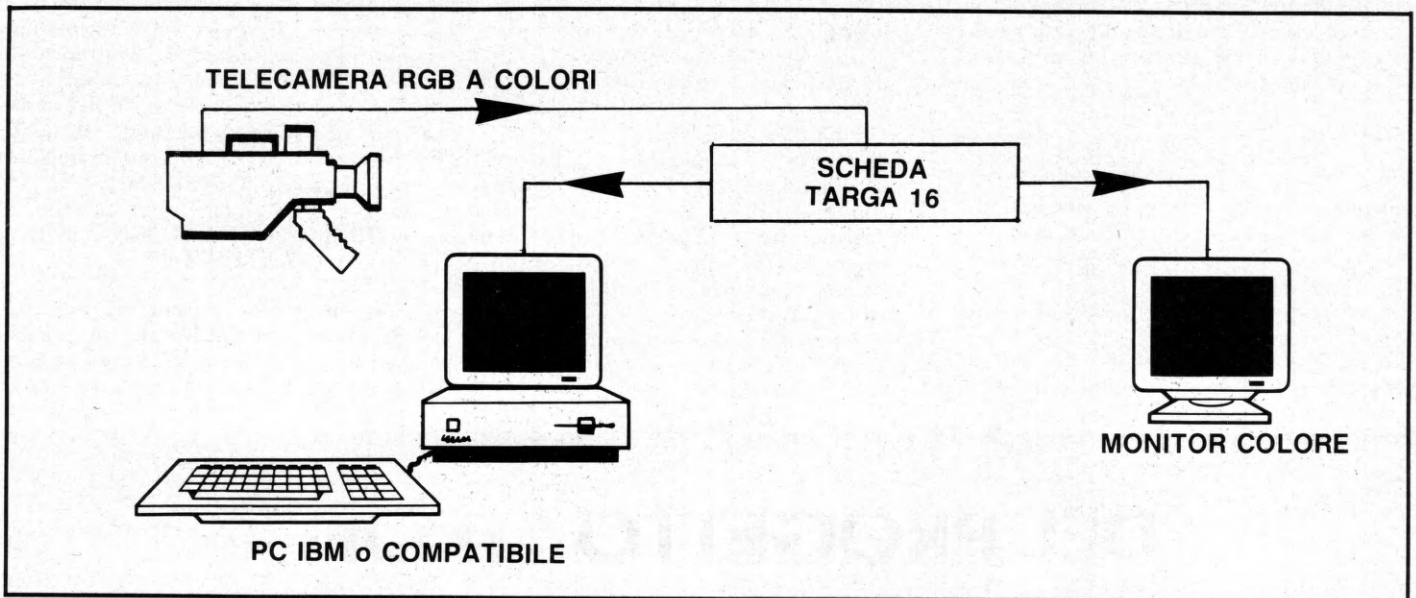 TELECAMERA RGB A COLORI
SCHEDA
TARGA 16
MONITOR COLORE
PC IBM o COMPATIBILE